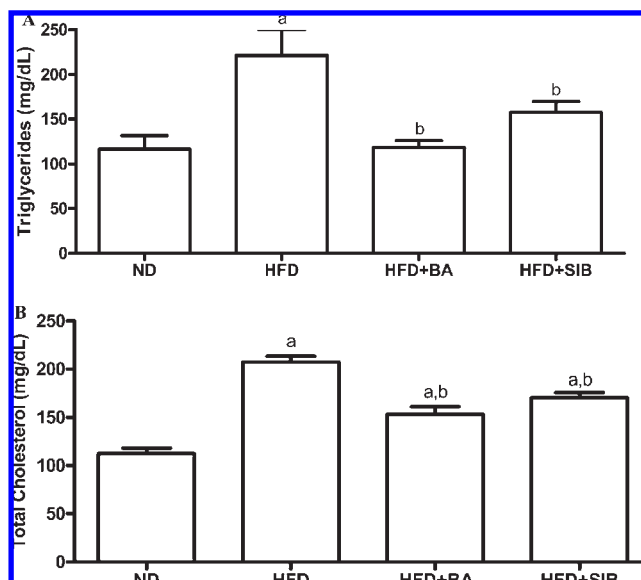 A
Triglycerides (mg/dL)
250
200
150
100
50
0
a
b
b
ND HFD HFD+BA HFD+SIB
B
Total Cholesterol (mg/dL)
250
200
150
100
50
0
a
a,b
a,b
ND HFD HFD+BA HFD+SIB